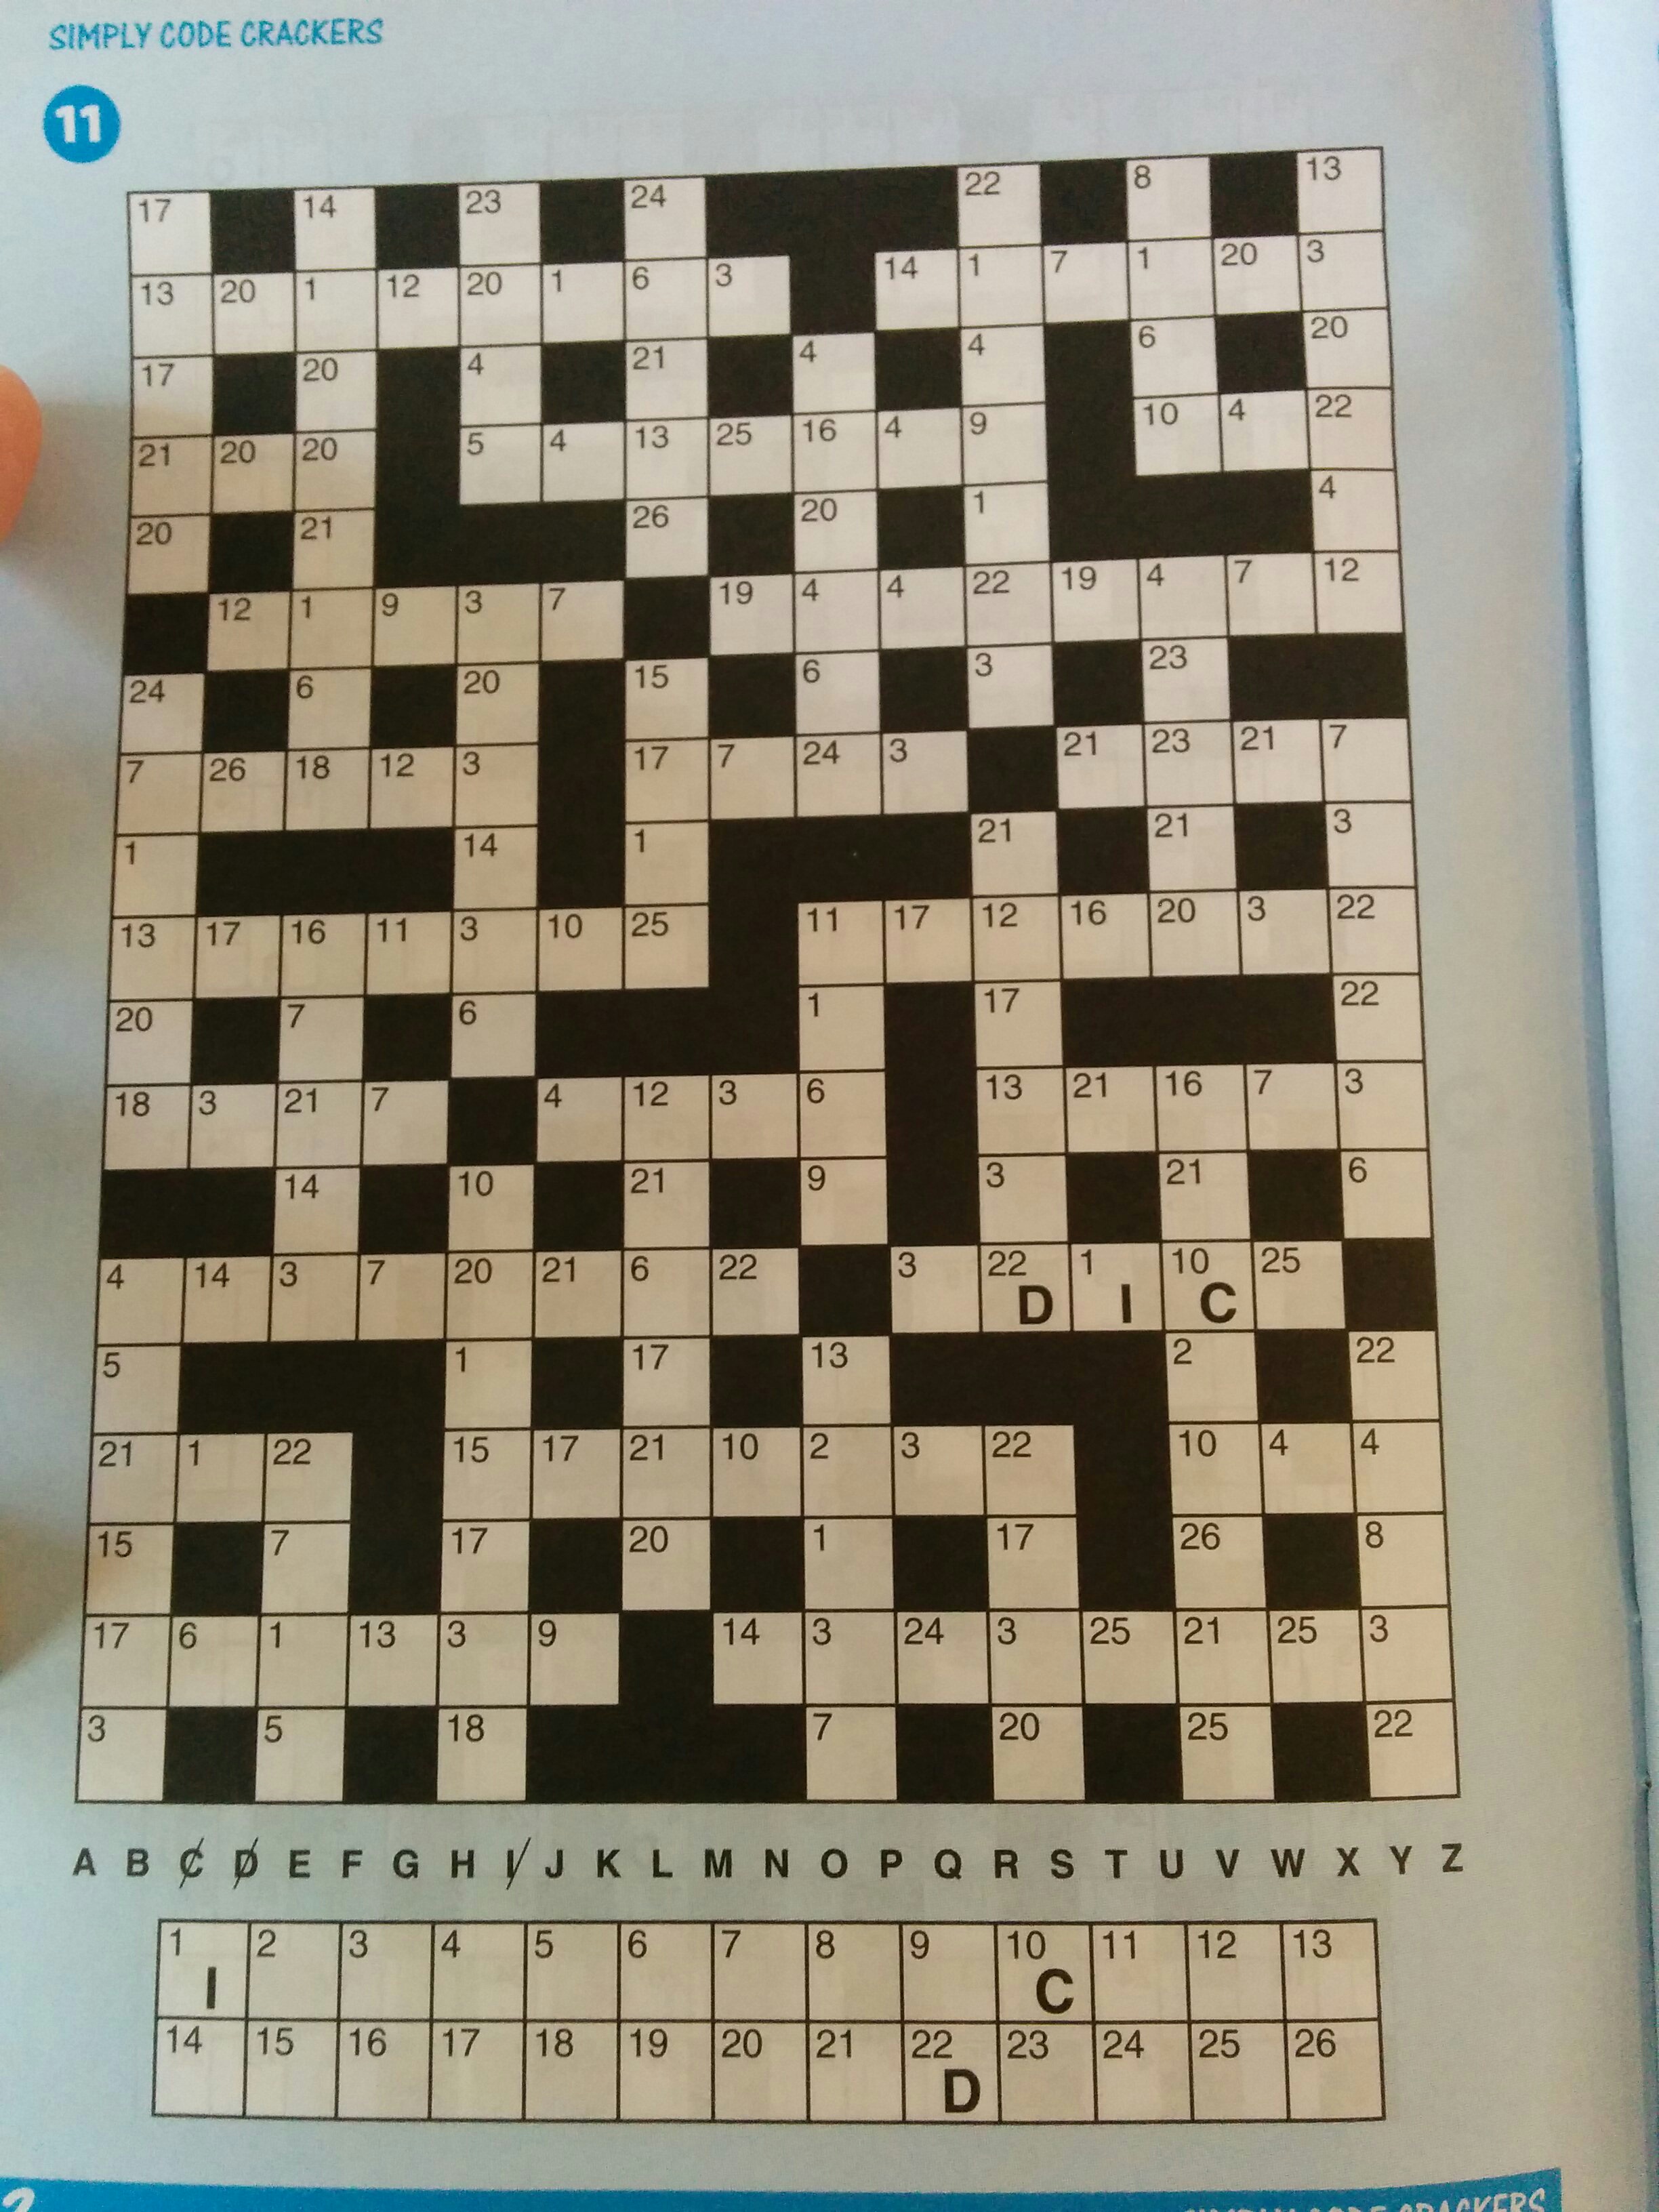 SIMPLY CODE CRACKERS
11
17 14 23 24 22 8 13
13 20 1 12 20 1 6 3 14 1 7 1 20 3
17 20 4 21 4 4 6 20
21 20 20 5 4 13 25 16 4 9 10 4 22
20 21 26 20 1 4
12 1 9 3 7 19 4 4 22 19 4 7 12
24 6 20 15 6 3 23
7 26 18 12 3 17 7 24 3 21 23 21 7
1 14 1 21 21 3
13 17 16 11 3 10 25 11 17 12 16 20 3 22
20 7 6 1 17 22
18 3 21 7 4 12 3 6 13 21 16 7 3
14 10 21 9 3 21 6
4 14 3 7 20 21 6 22 3 22 D 1 I 10 C 25
5 1 17 13 2 22
21 1 22 15 17 21 10 2 3 22 10 4 4
15 7 17 20 1 17 26 8
17 6 1 13 3 9 14 3 24 3 25 21 25 3
3 5 18 7 20 25 22
A B C D E F G H I J K L M N O P Q R S T U V W X Y Z
1 I 2 3 4 5 6 7 8 9 10 C 11 12 13
14 15 16 17 18 19 20 21 22 D 23 24 25 26
SIMPLY CODE CRACKERS